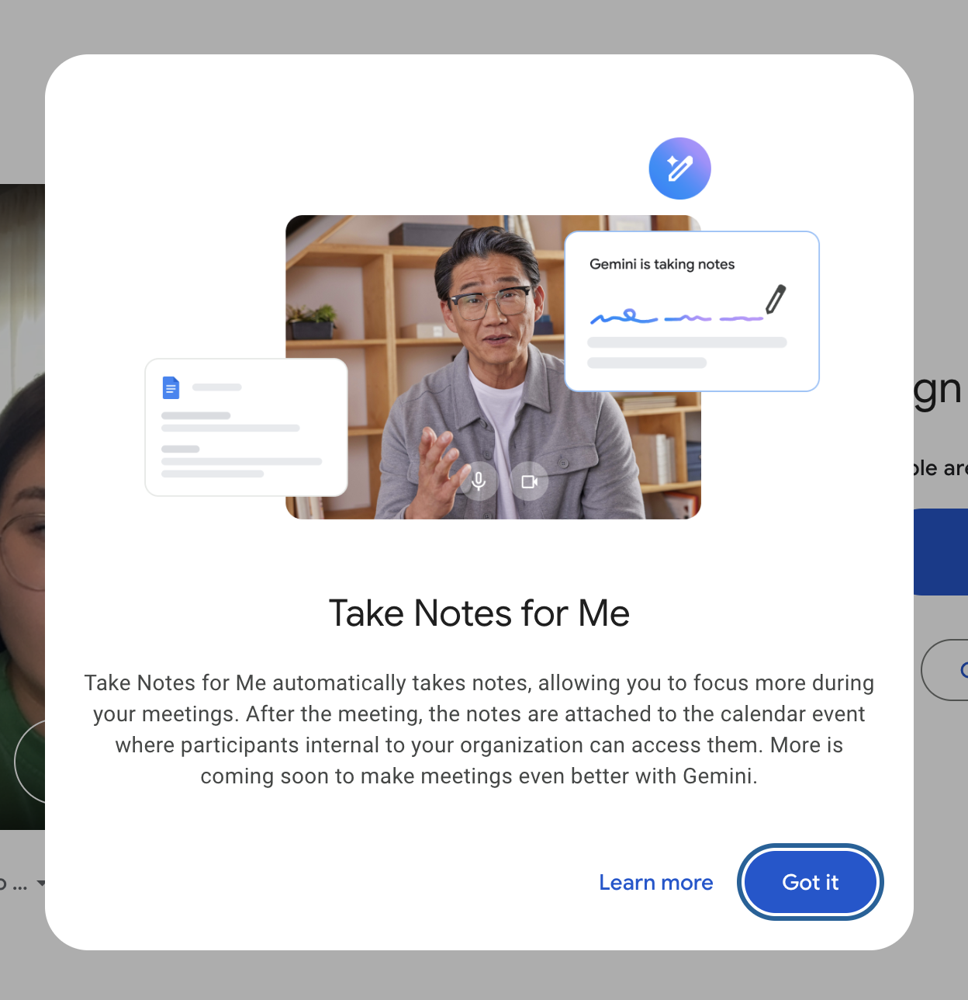 Gemini is taking notes
gn
ple are
Take Notes for Me
Take Notes for Me automatically takes notes, allowing you to focus more during
your meetings. After the meeting, the notes are attached to the calendar event
where participants internal to your organization can access them. More is
coming soon to make meetings even better with Gemini.
Learn more
Got it